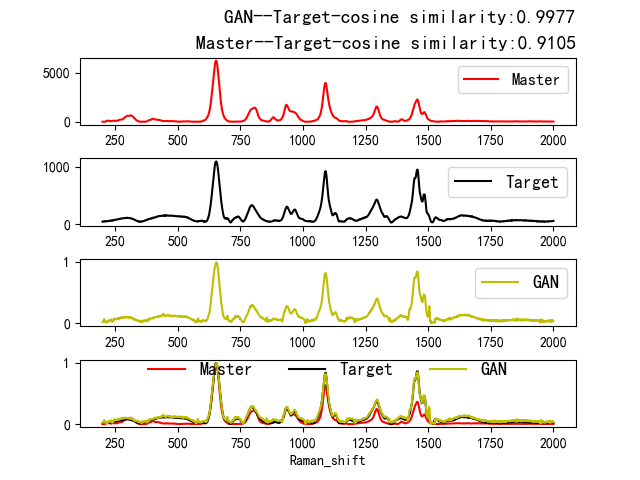 GAN--Target-cosine similarity:0.9977
Master--Target-cosine similarity:0.9105
5000
0
Master
250 500 750 1000 1250 1500 1750 2000
1000
0
Target
250 500 750 1000 1250 1500 1750 2000
1
0
GAN
250 500 750 1000 1250 1500 1750 2000
1
0
Master Target GAN
250 500 750 1000 1250 1500 1750 2000
Raman_shift